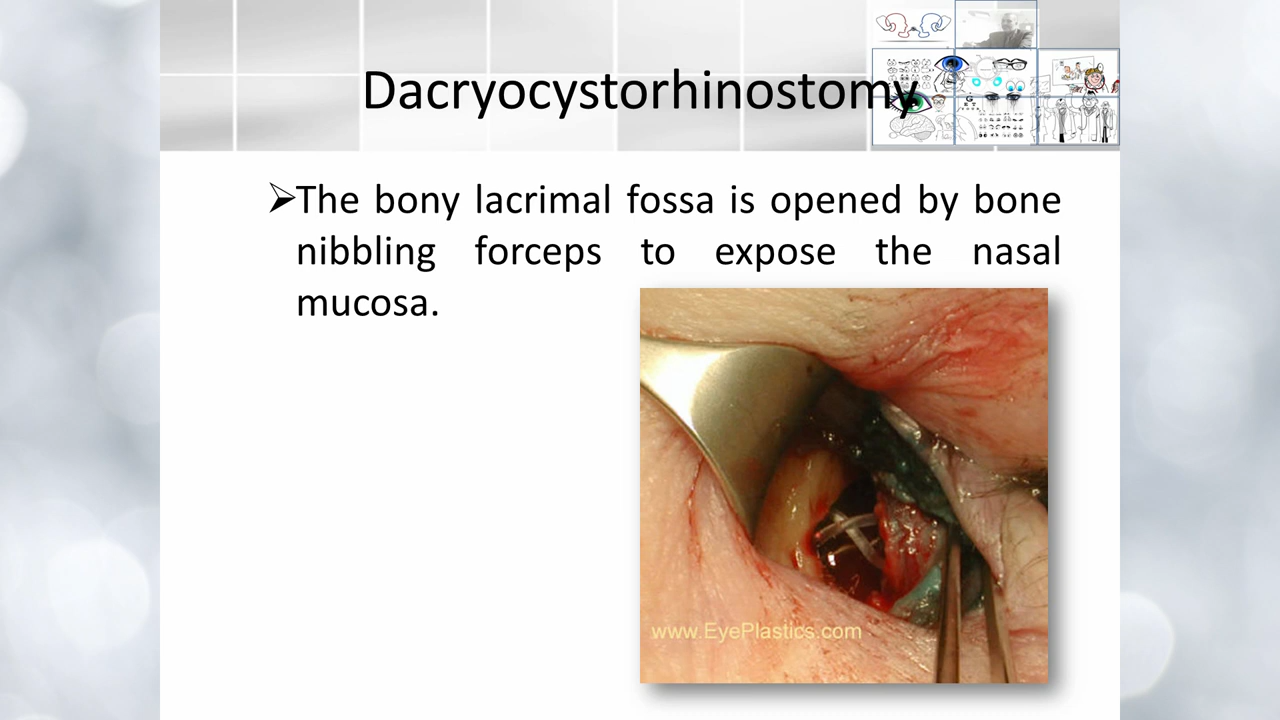 Dacryocystorhinostomy
➢The bony lacrimal fossa is opened by bone
nibbling forceps to expose the nasal
mucosa.
www.EyePlastics.com